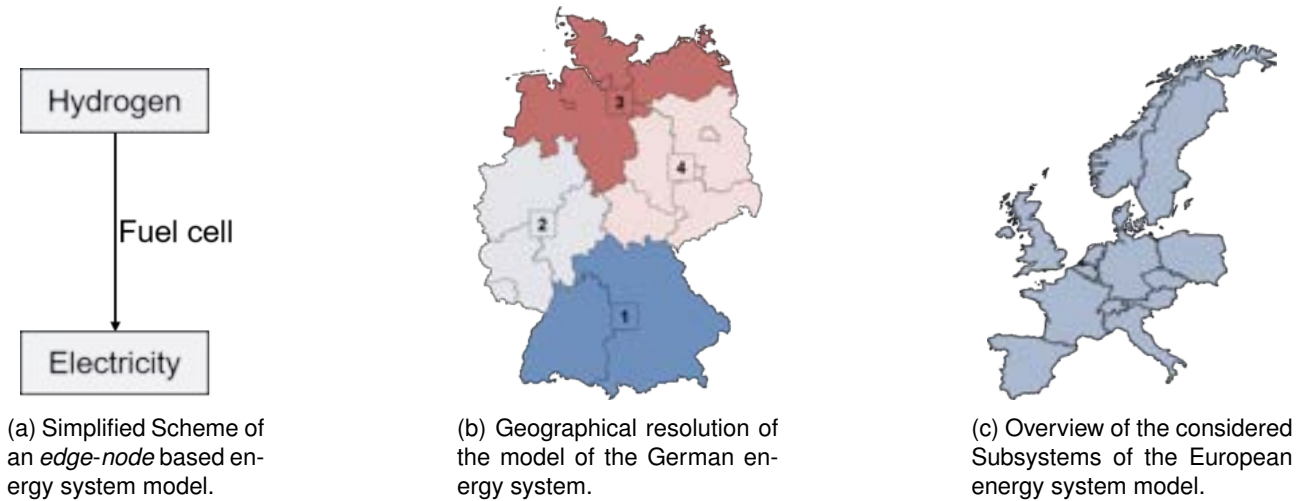 Hydrogen
Fuel cell
Electricity
3
4
2
1
(a) Simplified Scheme of
an edge-node based en-
ergy system model.
(b) Geographical resolution of
the model of the German en-
ergy system.
(c) Overview of the considered
Subsystems of the European
energy system model.